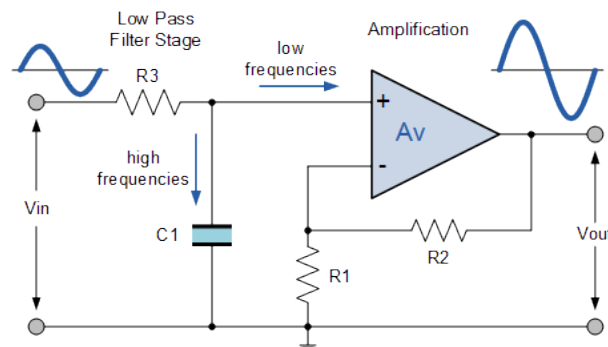 Low Pass
Filter Stage
Amplification
low
frequencies
R3
+
Av
-
high
frequencies
Vin
C1
R1
R2
Vout